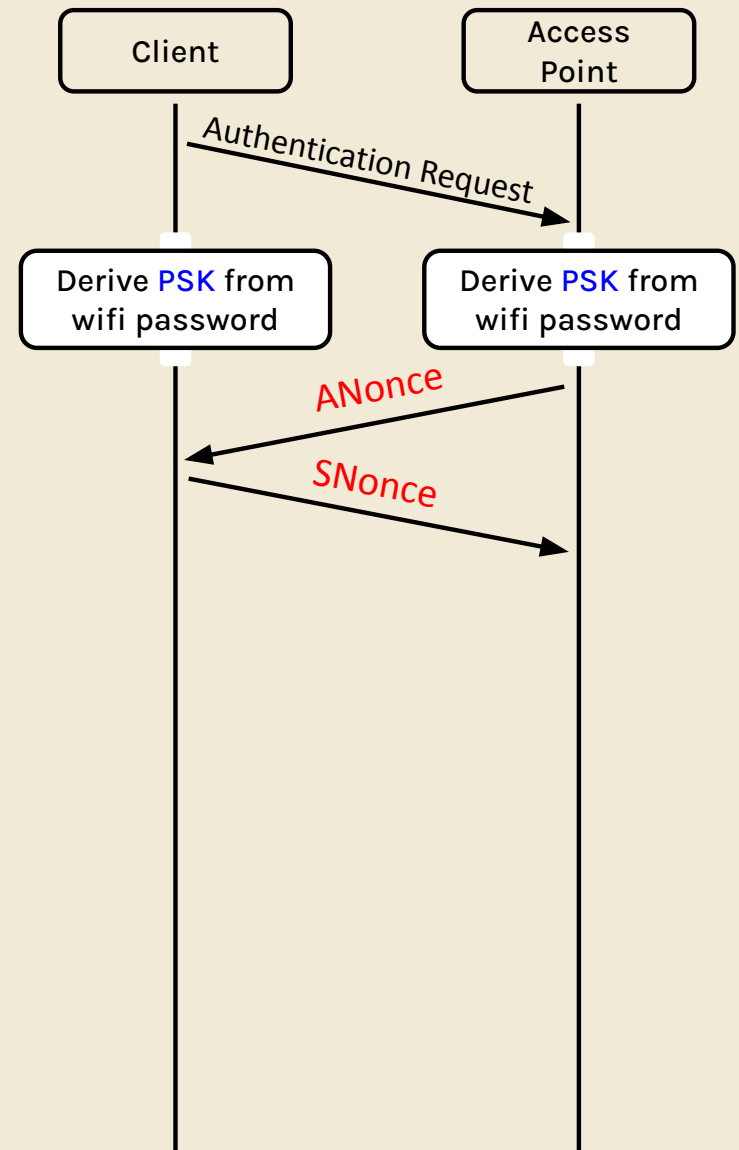 Client
Access
Point
Authentication Request
Derive PSK from
wifi password
Derive PSK from
wifi password
ANonce
SNonce